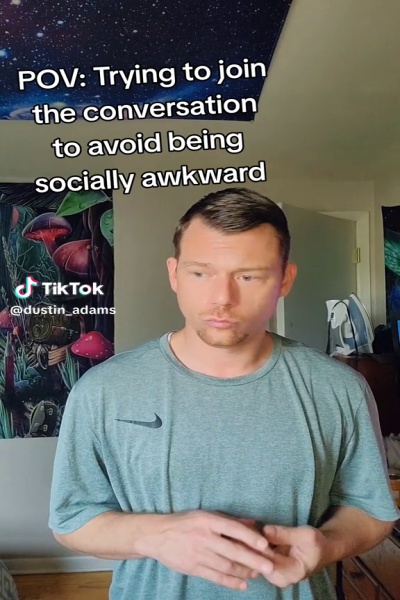 POV: Trying to join
the conversation
to avoid being
socially awkward
TikTok
@dustin_adams